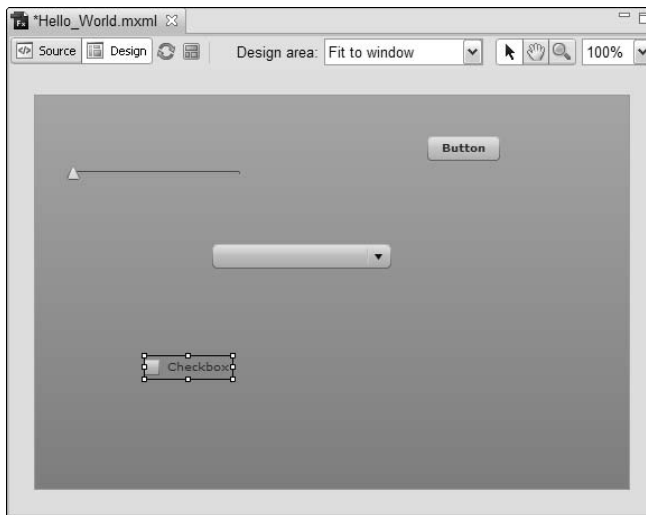 *Hello_World.mxml
Source Design Design area: Fit to window 100%
Button
Checkbox